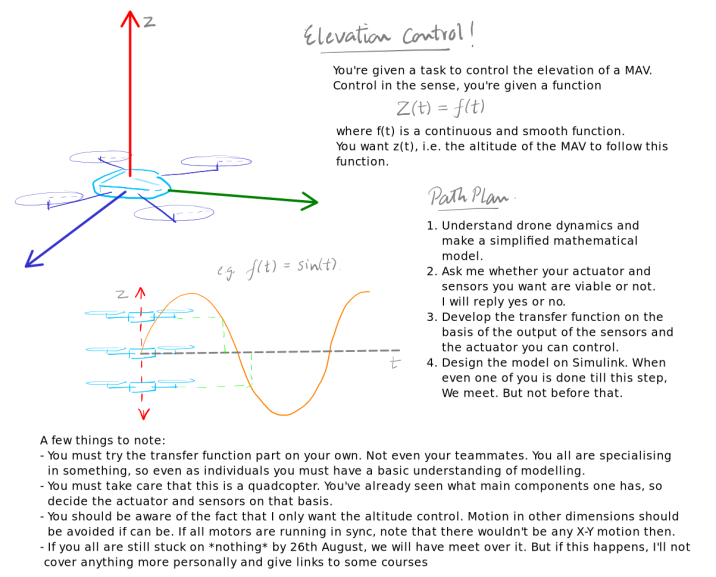 Z
Elevation Control!
You're given a task to control the elevation of a MAV.
Control in the sense, you're given a function
Z(t) = f(t)
where f(t) is a continuous and smooth function.
You want z(t), i.e. the altitude of the MAV to follow this
function.
Path Plan.
1. Understand drone dynamics and
make a simplified mathematical
model.
2. Ask me whether your actuator and
sensors you want are viable or not.
I will reply yes or no.
3. Develop the transfer function on the
basis of the output of the sensors and
the actuator you can control.
4. Design the model on Simulink. When
even one of you is done till this step,
We meet. But not before that.
e.g. f(t) = sin(t).
Z
t
A few things to note:
- You must try the transfer function part on your own. Not even your teammates. You all are specialising
in something, so even as individuals you must have a basic understanding of modelling.
- You must take care that this is a quadcopter. You've already seen what main components one has, so
decide the actuator and sensors on that basis.
- You should be aware of the fact that I only want the altitude control. Motion in other dimensions should
be avoided if can be. If all motors are running in sync, note that there wouldn't be any X-Y motion then.
- If you all are still stuck on *nothing* by 26th August, we will have meet over it. But if this happens, I'll not
cover anything more personally and give links to some courses